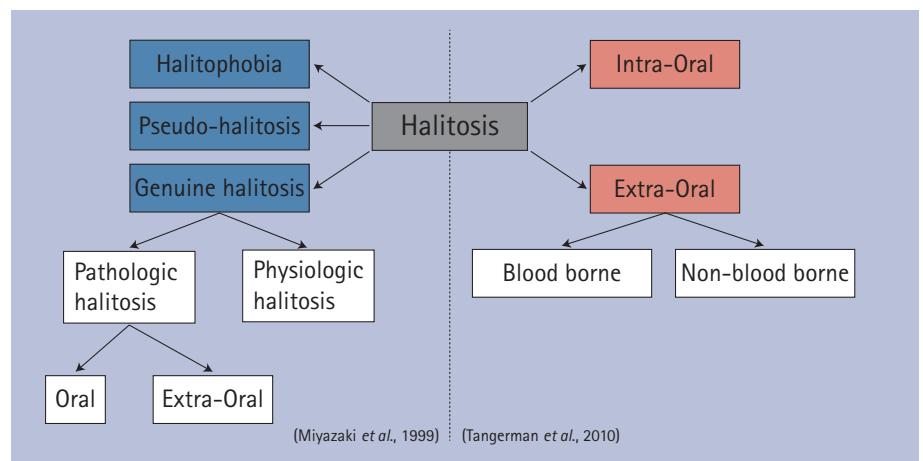 Halitophobia
Intra-Oral
Halitosis
Pseudo-halitosis
Genuine halitosis
Extra-Oral
Pathologic
halitosis
Physiologic
halitosis
Blood borne
Non-blood borne
Oral
Extra-Oral
(Miyazaki et al., 1999)
(Tangerman et al., 2010)